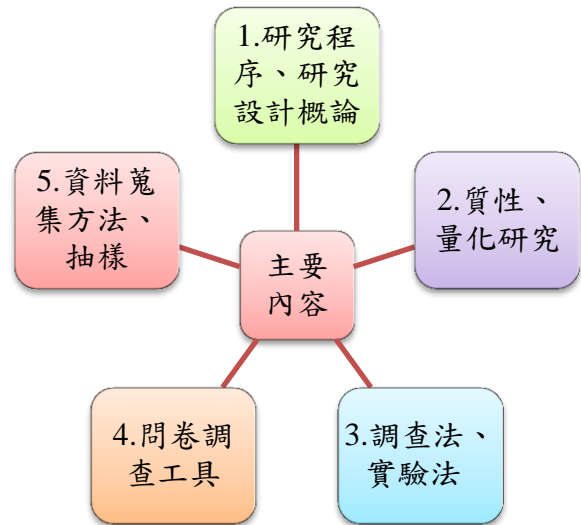 1.研究程
序、研究
設計概論
2.質性、
量化研究
3.調查法、
實驗法
4.問卷調
查工具
5.資料蒐
集方法、
抽樣
主要
內容